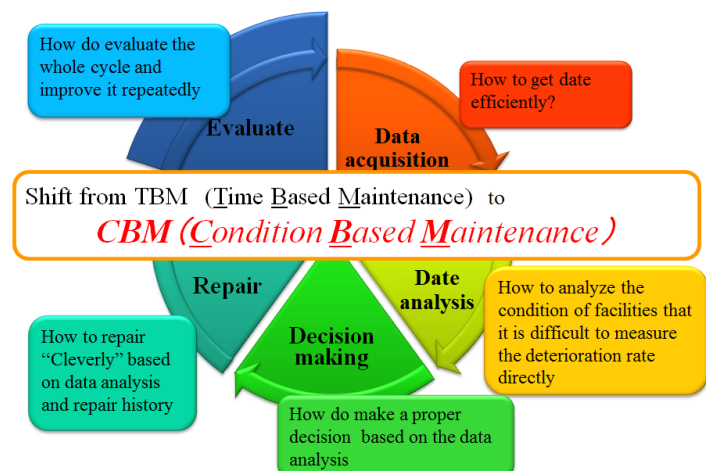 How do evaluate the
whole cycle and
improve it repeatedly
Evaluate
Data
acquisition
How to get date
efficiently?
Shift from TBM (Time Based Maintenance) to
CBM (Condition Based Maintenance)
Repair
Date
analysis
Decision
making
How to repair
“Cleverly” based
on data analysis
and repair history
How to analyze the
condition of facilities that
it is difficult to measure
the deterioration rate
directly
How do make a proper
decision based on the data
analysis